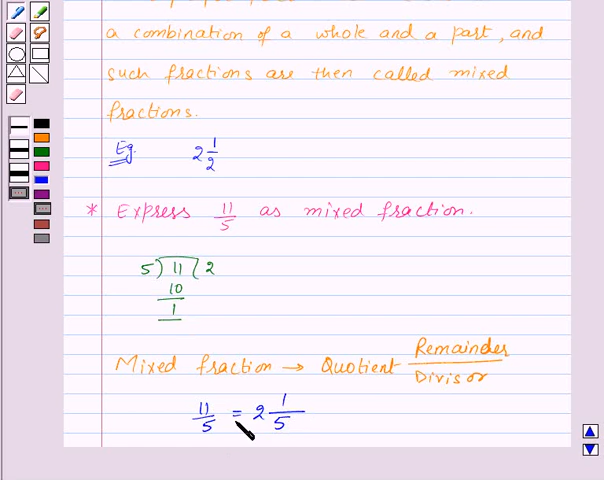 a combination of a whole and a part, and
such fractions are then called mixed
fractions.
Eg. 2 1/2
* Express 11/5 as mixed fraction.
5 ) 11 ( 2
10
1
Mixed fraction → Quotient Remainder/Divisor
11/5 = 2 1/5